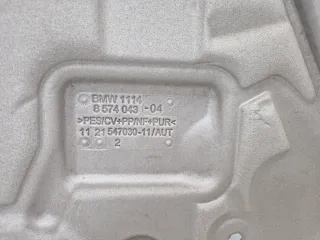 BMW 1114
8 574 043 -04
>PES/CV+PP/NF+PUR<
11 21 547030-11/AUT
2